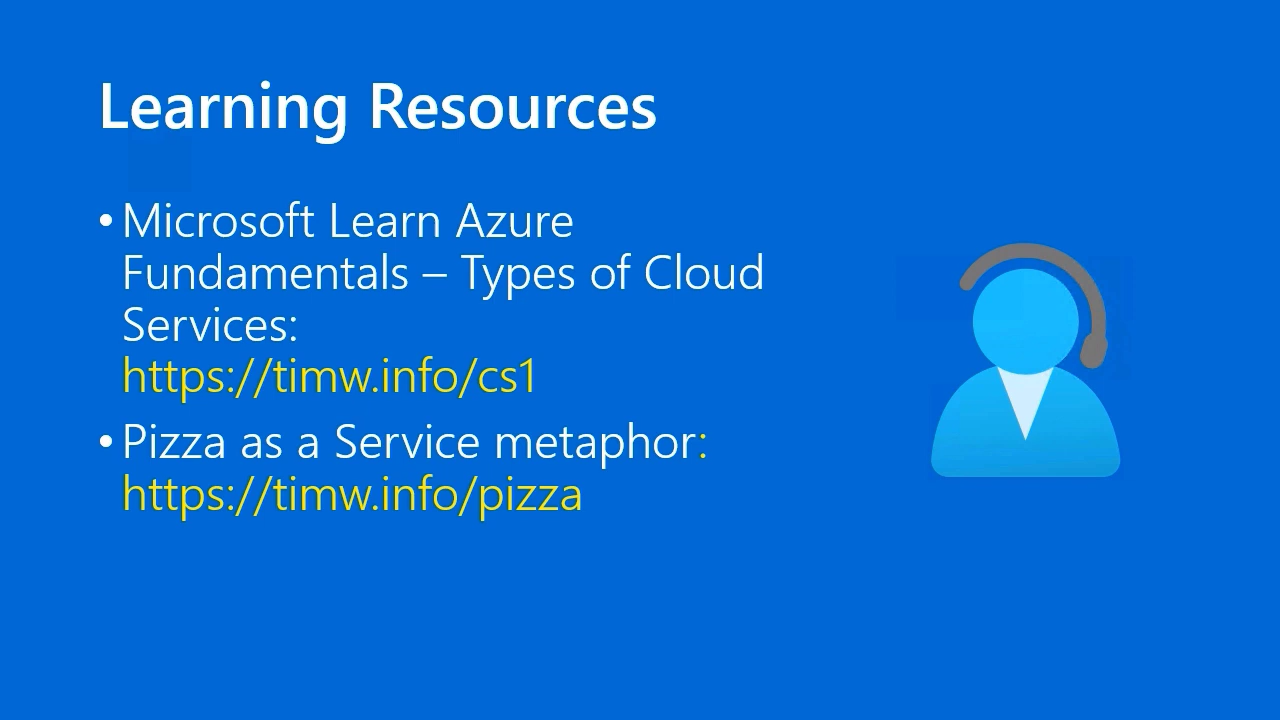 Learning Resources
• Microsoft Learn Azure
Fundamentals – Types of Cloud
Services:
https://timw.info/cs1
• Pizza as a Service metaphor:
https://timw.info/pizza